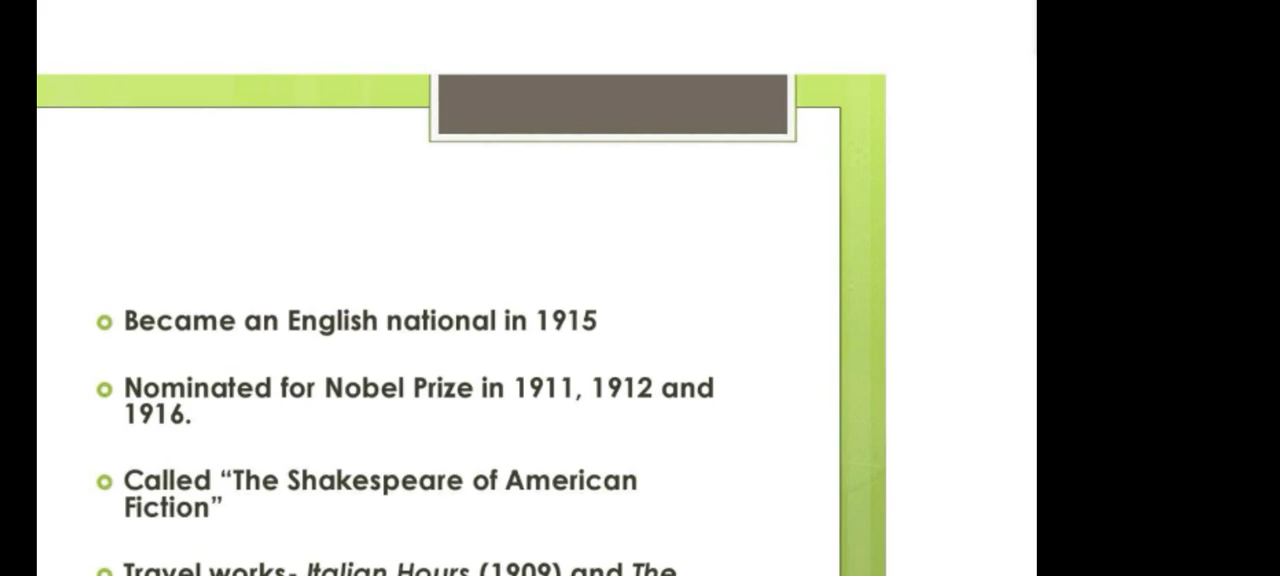 Became an English national in 1915
Nominated for Nobel Prize in 1911, 1912 and
1916.
Called “The Shakespeare of American
Fiction”
Travel works- Italian Hours (1909) and The